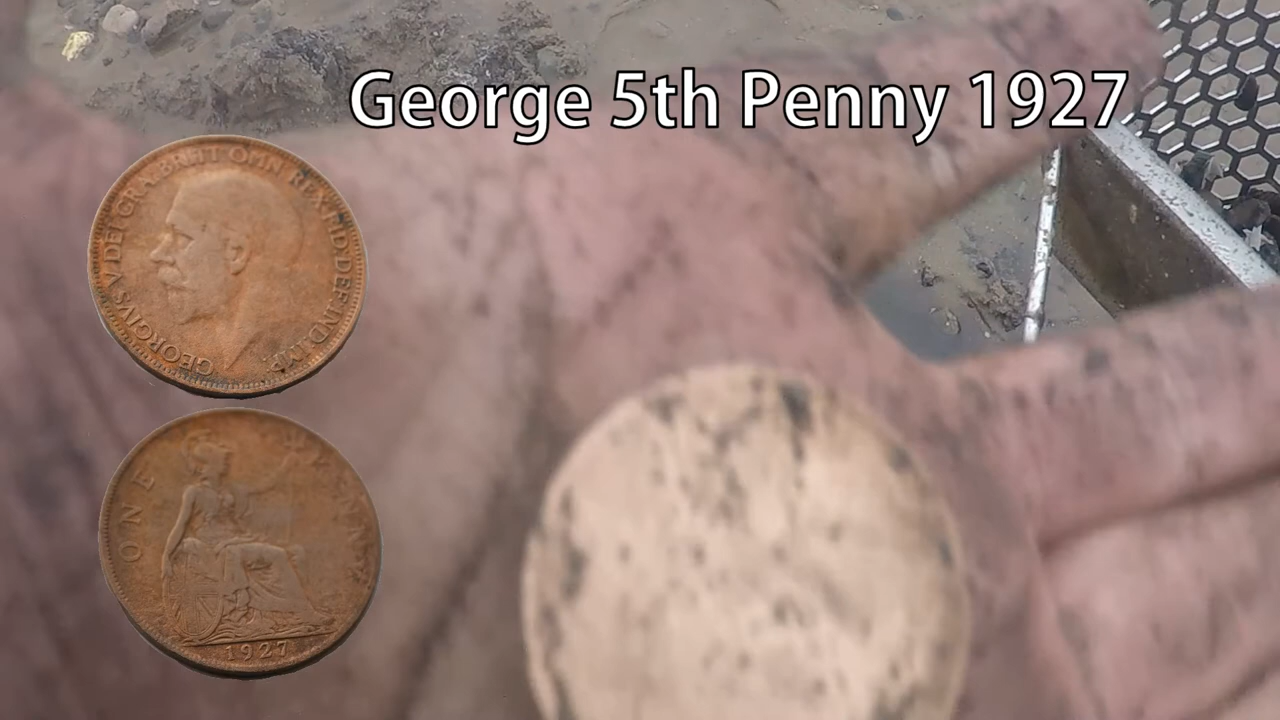 George 5th Penny 1927
GEORGIVS V DEI GRA:BRITT:OMN:REX FID:DEF:IND:IMP:
ONE PENNY
1927